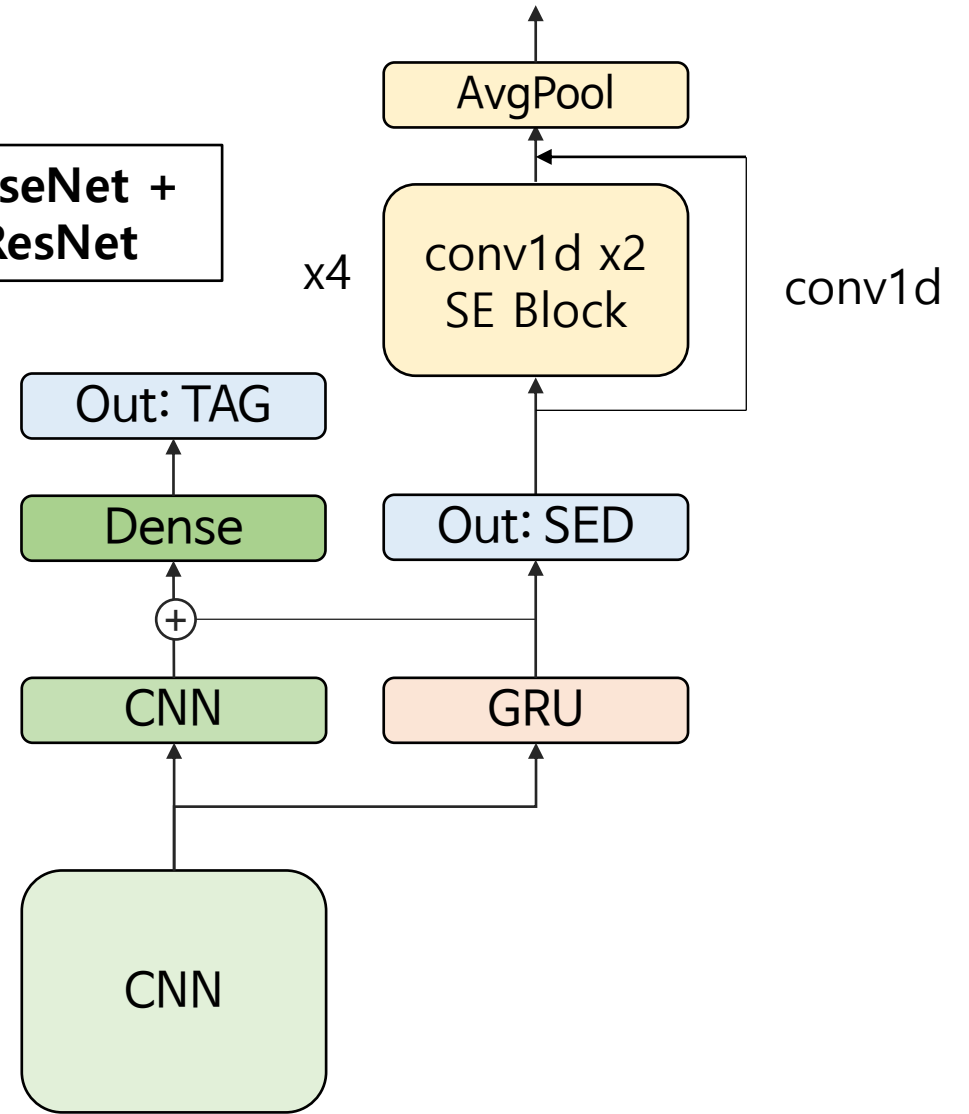 AvgPool
seNet +
ResNet
x4
conv1d x2
SE Block
conv1d
Out: TAG
Dense
Out: SED
+
CNN
GRU
CNN